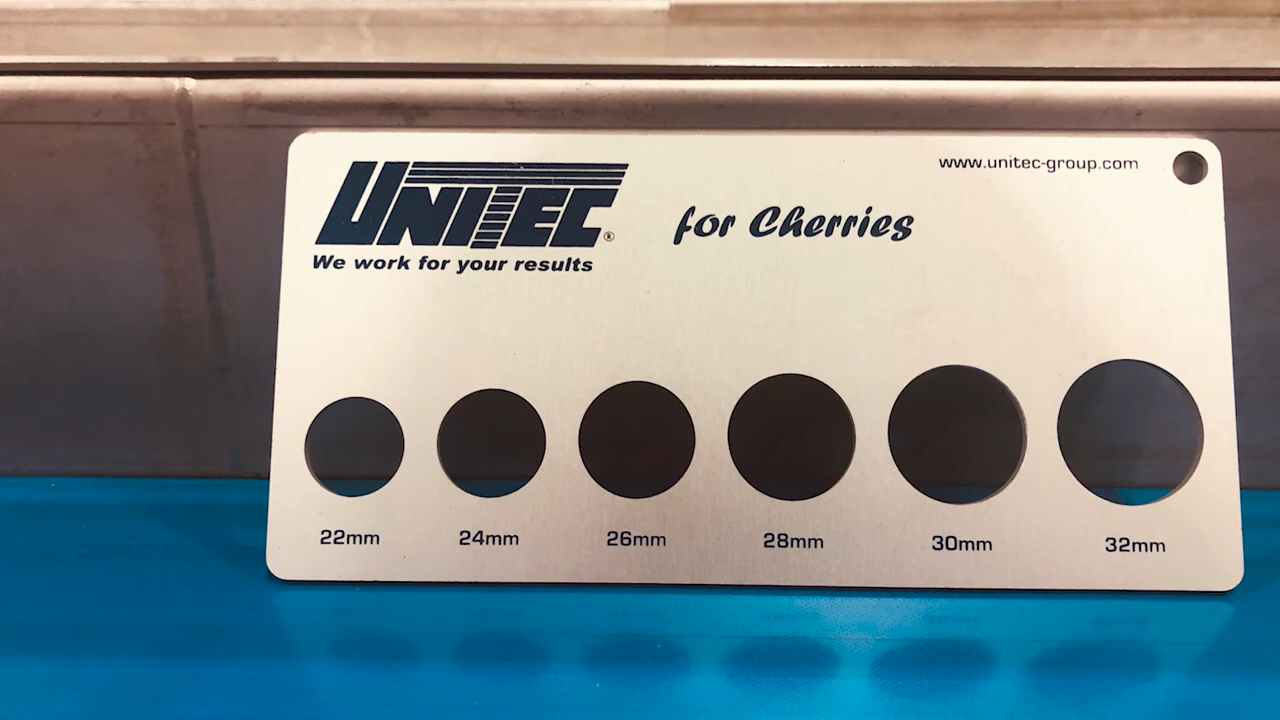 www.unitec-group.com
UNITEC®
for Cherries
We work for your results
22mm 24mm 26mm 28mm 30mm 32mm